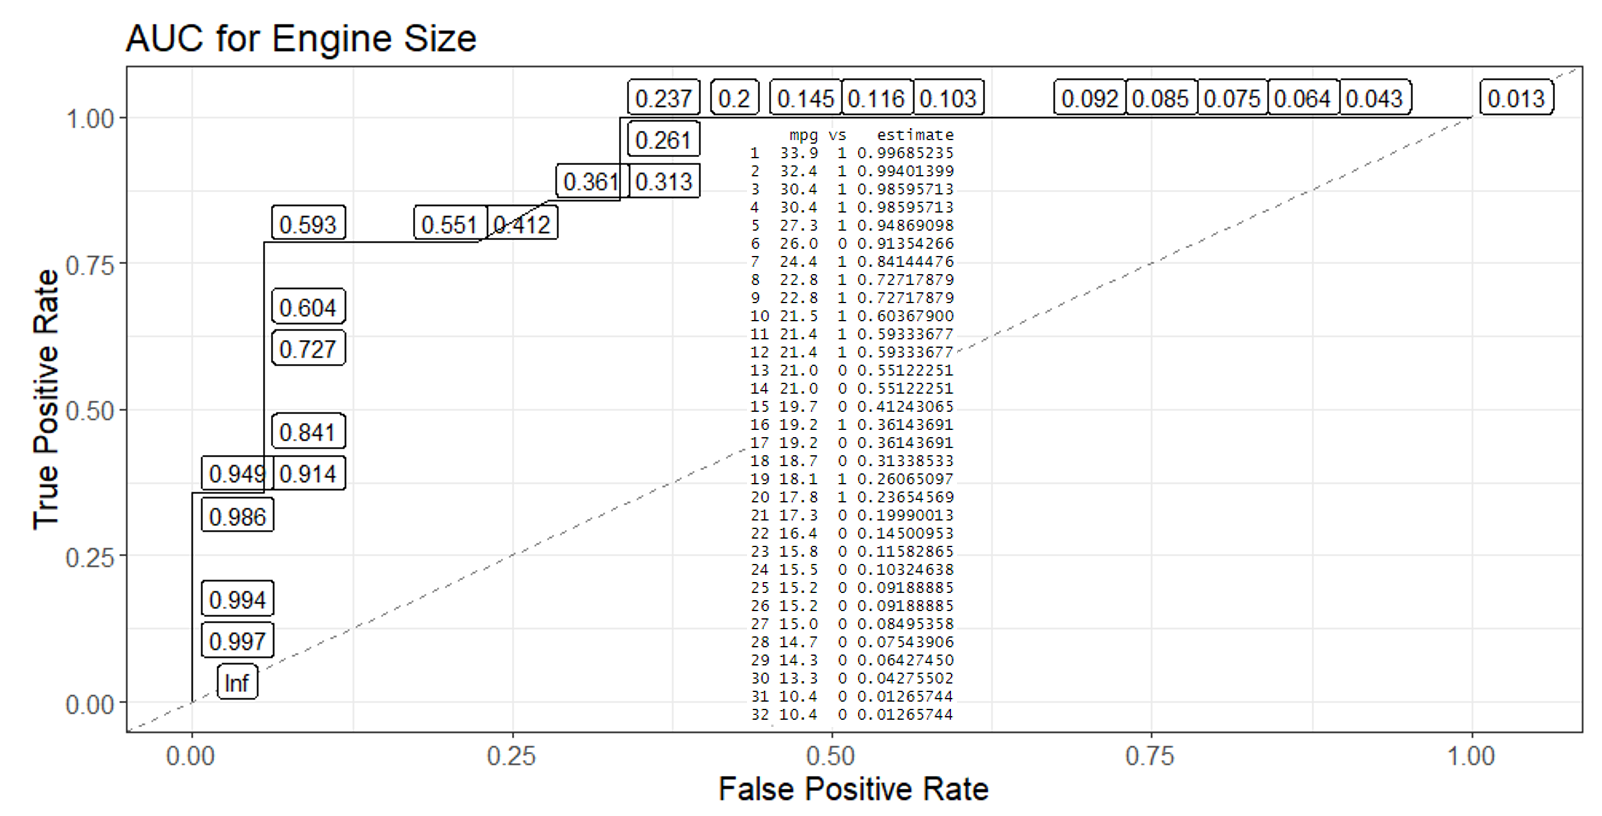 AUC for Engine Size
0.237 0.2 0.145 0.116 0.103 0.092 0.085 0.075 0.064 0.043 0.013
1.00
0.261
0.361 0.313
0.593 0.551 0.412
0.75
0.604
0.727
0.50
0.841
0.949 0.914
0.986
0.25
0.994
0.997
Inf
0.00
True Positive Rate
mpg vs estimate
1 33.9 1 0.99685235
2 32.4 1 0.99401399
3 30.4 1 0.98595713
4 30.4 1 0.98595713
5 27.3 1 0.94869098
6 26.0 0 0.91354266
7 24.4 1 0.84144476
8 22.8 1 0.72717879
9 22.8 1 0.72717879
10 21.5 1 0.60367900
11 21.4 1 0.59333677
12 21.4 1 0.59333677
13 21.0 0 0.55122251
14 21.0 0 0.55122251
15 19.7 0 0.41243065
16 19.2 1 0.36143691
17 19.2 0 0.36143691
18 18.7 0 0.31338533
19 18.1 1 0.26065097
20 17.8 1 0.23654569
21 17.3 0 0.19990013
22 16.4 0 0.14500953
23 15.8 0 0.11582865
24 15.5 0 0.10324638
25 15.2 0 0.09188885
26 15.2 0 0.09188885
27 15.0 0 0.08495358
28 14.7 0 0.07543906
29 14.3 0 0.06427450
30 13.3 0 0.04275502
31 10.4 0 0.01265744
32 10.4 0 0.01265744
0.00 0.25 0.50 0.75 1.00
False Positive Rate